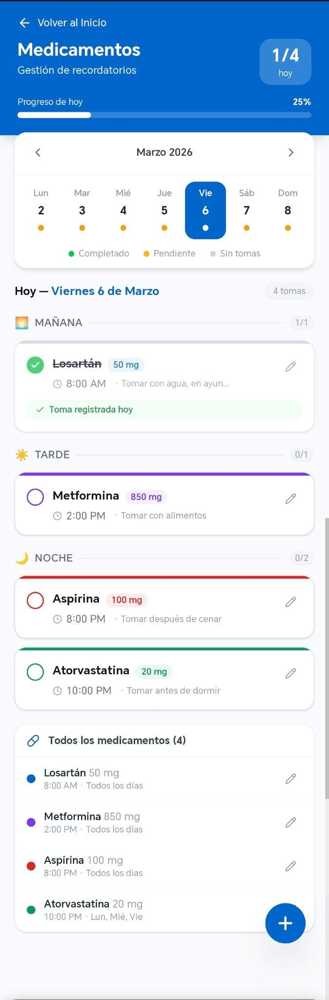 Volver al Inicio
Medicamentos
Gestión de recordatorios
1/4
hoy
Progreso de hoy
25%
Marzo 2026
Lun Mar Mié Jue Vie Sáb Dom
2 3 4 5 6 7 8
Completado Pendiente Sin tomas
Hoy — Viernes 6 de Marzo
4 tomas
MAÑANA
1/1
Losartán 50 mg
8:00 AM · Tomar con agua, en ayun...
Toma registrada hoy
TARDE
0/1
Metformina 850 mg
2:00 PM · Tomar con alimentos
NOCHE
0/2
Aspirina 100 mg
8:00 PM · Tomar después de cenar
Atorvastatina 20 mg
10:00 PM · Tomar antes de dormir
Todos los medicamentos (4)
Losartán 50 mg
8:00 AM · Todos los días
Metformina 850 mg
2:00 PM · Todos los días
Aspirina 100 mg
8:00 PM · Todos los días
Atorvastatina 20 mg
10:00 PM · Lun, Mié, Vie